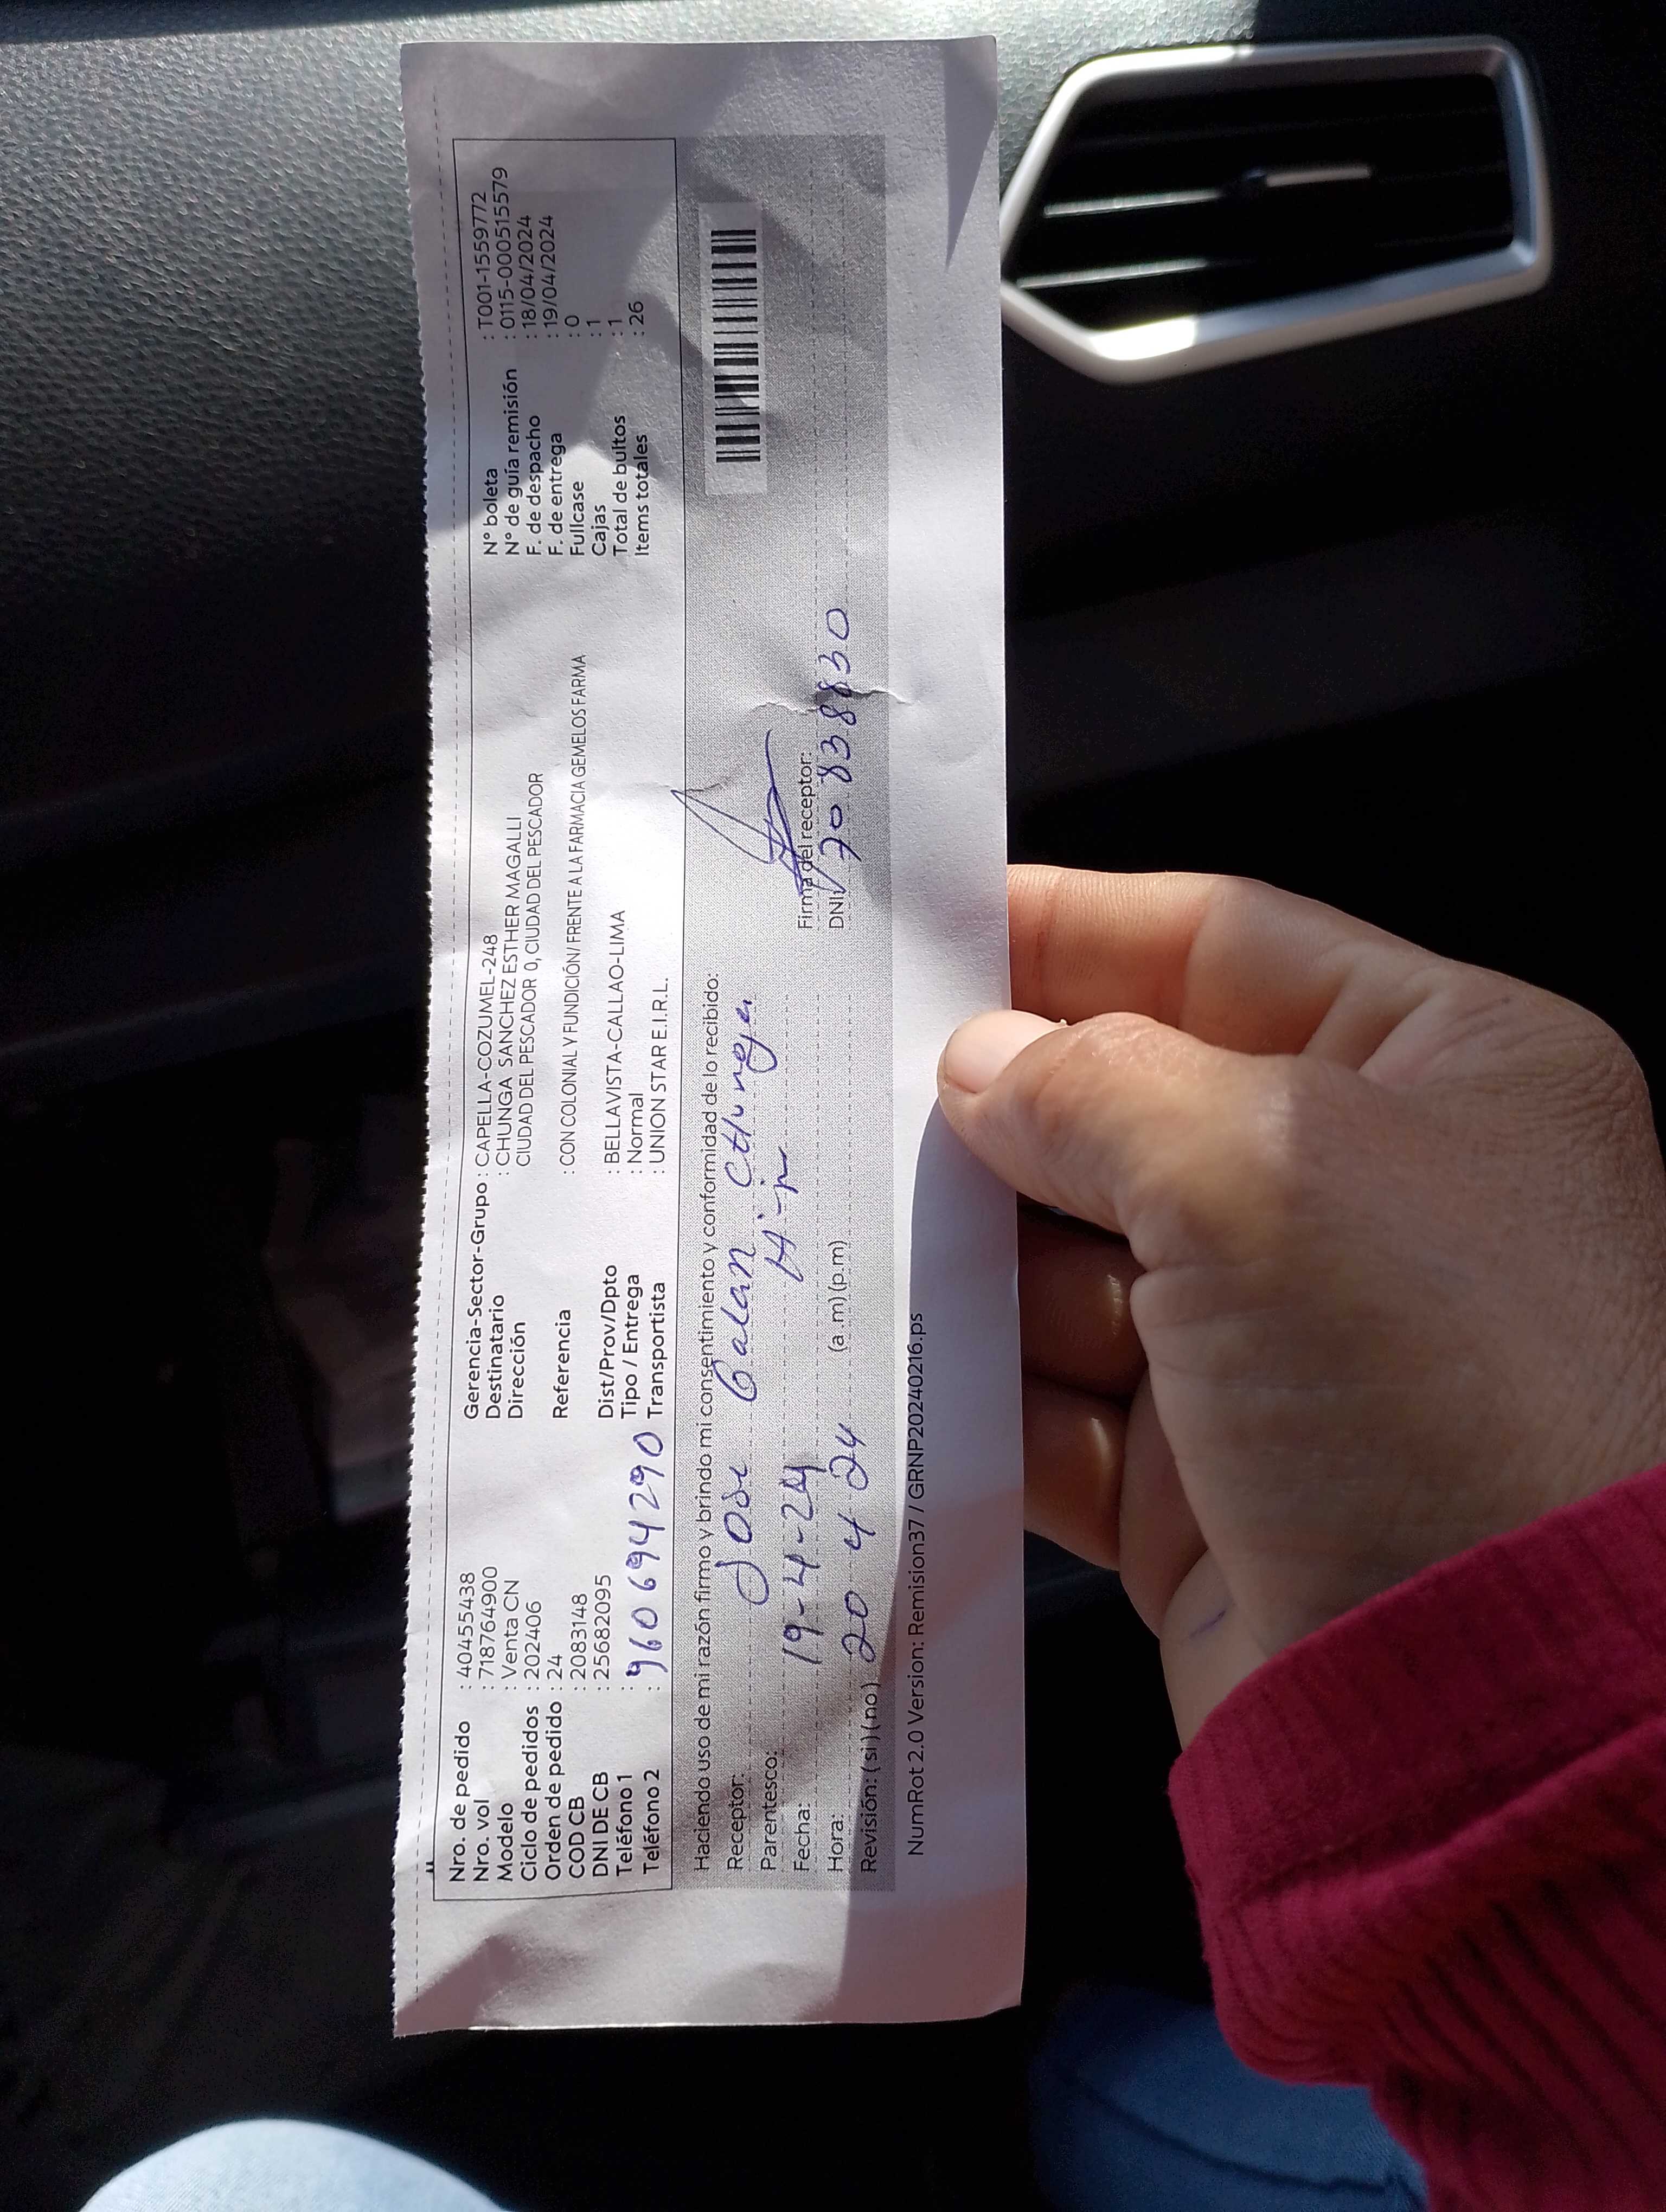 Nro. de pedido : 40455438
Nro. vol : 718764900
Modelo : Venta CN
Ciclo de pedidos : 202406
Orden de pedido : 24
COD CB : 2083148
DNI DE CB : 25682095
Teléfono 1 :
Teléfono 2 : 960694290
Gerencia-Sector-Grupo : CAPELLA-COZUMEL-248
Destinatario : CHUNGA SANCHEZ ESTHER MAGALLI
Dirección CIUDAD DEL PESCADOR 0, CIUDAD DEL PESCADOR
Referencia : CON COLONIAL Y FUNDICIÓN/ FRENTE A LA FARMACIA GEMELOS FARMA
Dist/Prov/Dpto : BELLAVISTA-CALLAO-LIMA
Tipo / Entrega : Normal
Transportista : UNION STAR E.I.R.L.
N° boleta : T001-1559772
N° de guía remisión : 0115-000515579
F. de despacho : 18/04/2024
F. de entrega : 19/04/2024
Fullcase : 0
Cajas : 1
Total de bultos : 1
Items totales : 26
Haciendo uso de mi razón firmo y brindo mi consentimiento y conformidad de lo recibido:
Receptor: Jose Galan
Parentesco:
Fecha: 19-4-24
Hora: (a.m) (p.m)
Revisión: (si) (no) 20 4 24
Firma del receptor:
DNI 70838830
NumRot 2.0 Version: Remision37 / GRNP20240216.ps